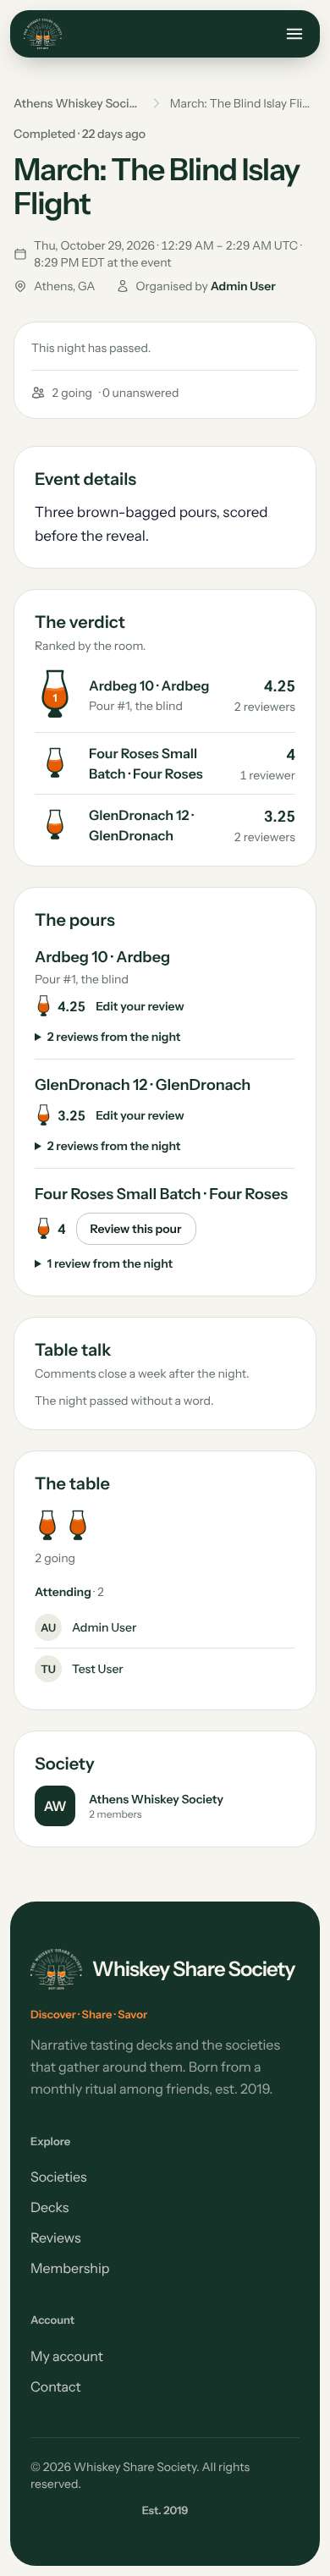 Athens Whiskey Soci... > March: The Blind Islay Fli...
Completed · 22 days ago
March: The Blind Islay
Flight
Thu, October 29, 2026 · 12:29 AM – 2:29 AM UTC ·
8:29 PM EDT at the event
Athens, GA Organised by Admin User
This night has passed.
2 going · 0 unanswered
Event details
Three brown-bagged pours, scored
before the reveal.
The verdict
Ranked by the room.
1
Ardbeg 10 · Ardbeg 4.25
Pour #1, the blind 2 reviewers
Four Roses Small 4
Batch · Four Roses 1 reviewer
GlenDronach 12 · 3.25
GlenDronach 2 reviewers
The pours
Ardbeg 10 · Ardbeg
Pour #1, the blind
4.25 Edit your review
2 reviews from the night
GlenDronach 12 · GlenDronach
3.25 Edit your review
2 reviews from the night
Four Roses Small Batch · Four Roses
4 Review this pour
1 review from the night
Table talk
Comments close a week after the night.
The night passed without a word.
The table
2 going
Attending · 2
AU Admin User
TU Test User
Society
AW Athens Whiskey Society
2 members
Whiskey Share Society
Discover · Share · Savor
Narrative tasting decks and the societies
that gather around them. Born from a
monthly ritual among friends, est. 2019.
Explore
Societies
Decks
Reviews
Membership
Account
My account
Contact
© 2026 Whiskey Share Society. All rights
reserved.
Est. 2019